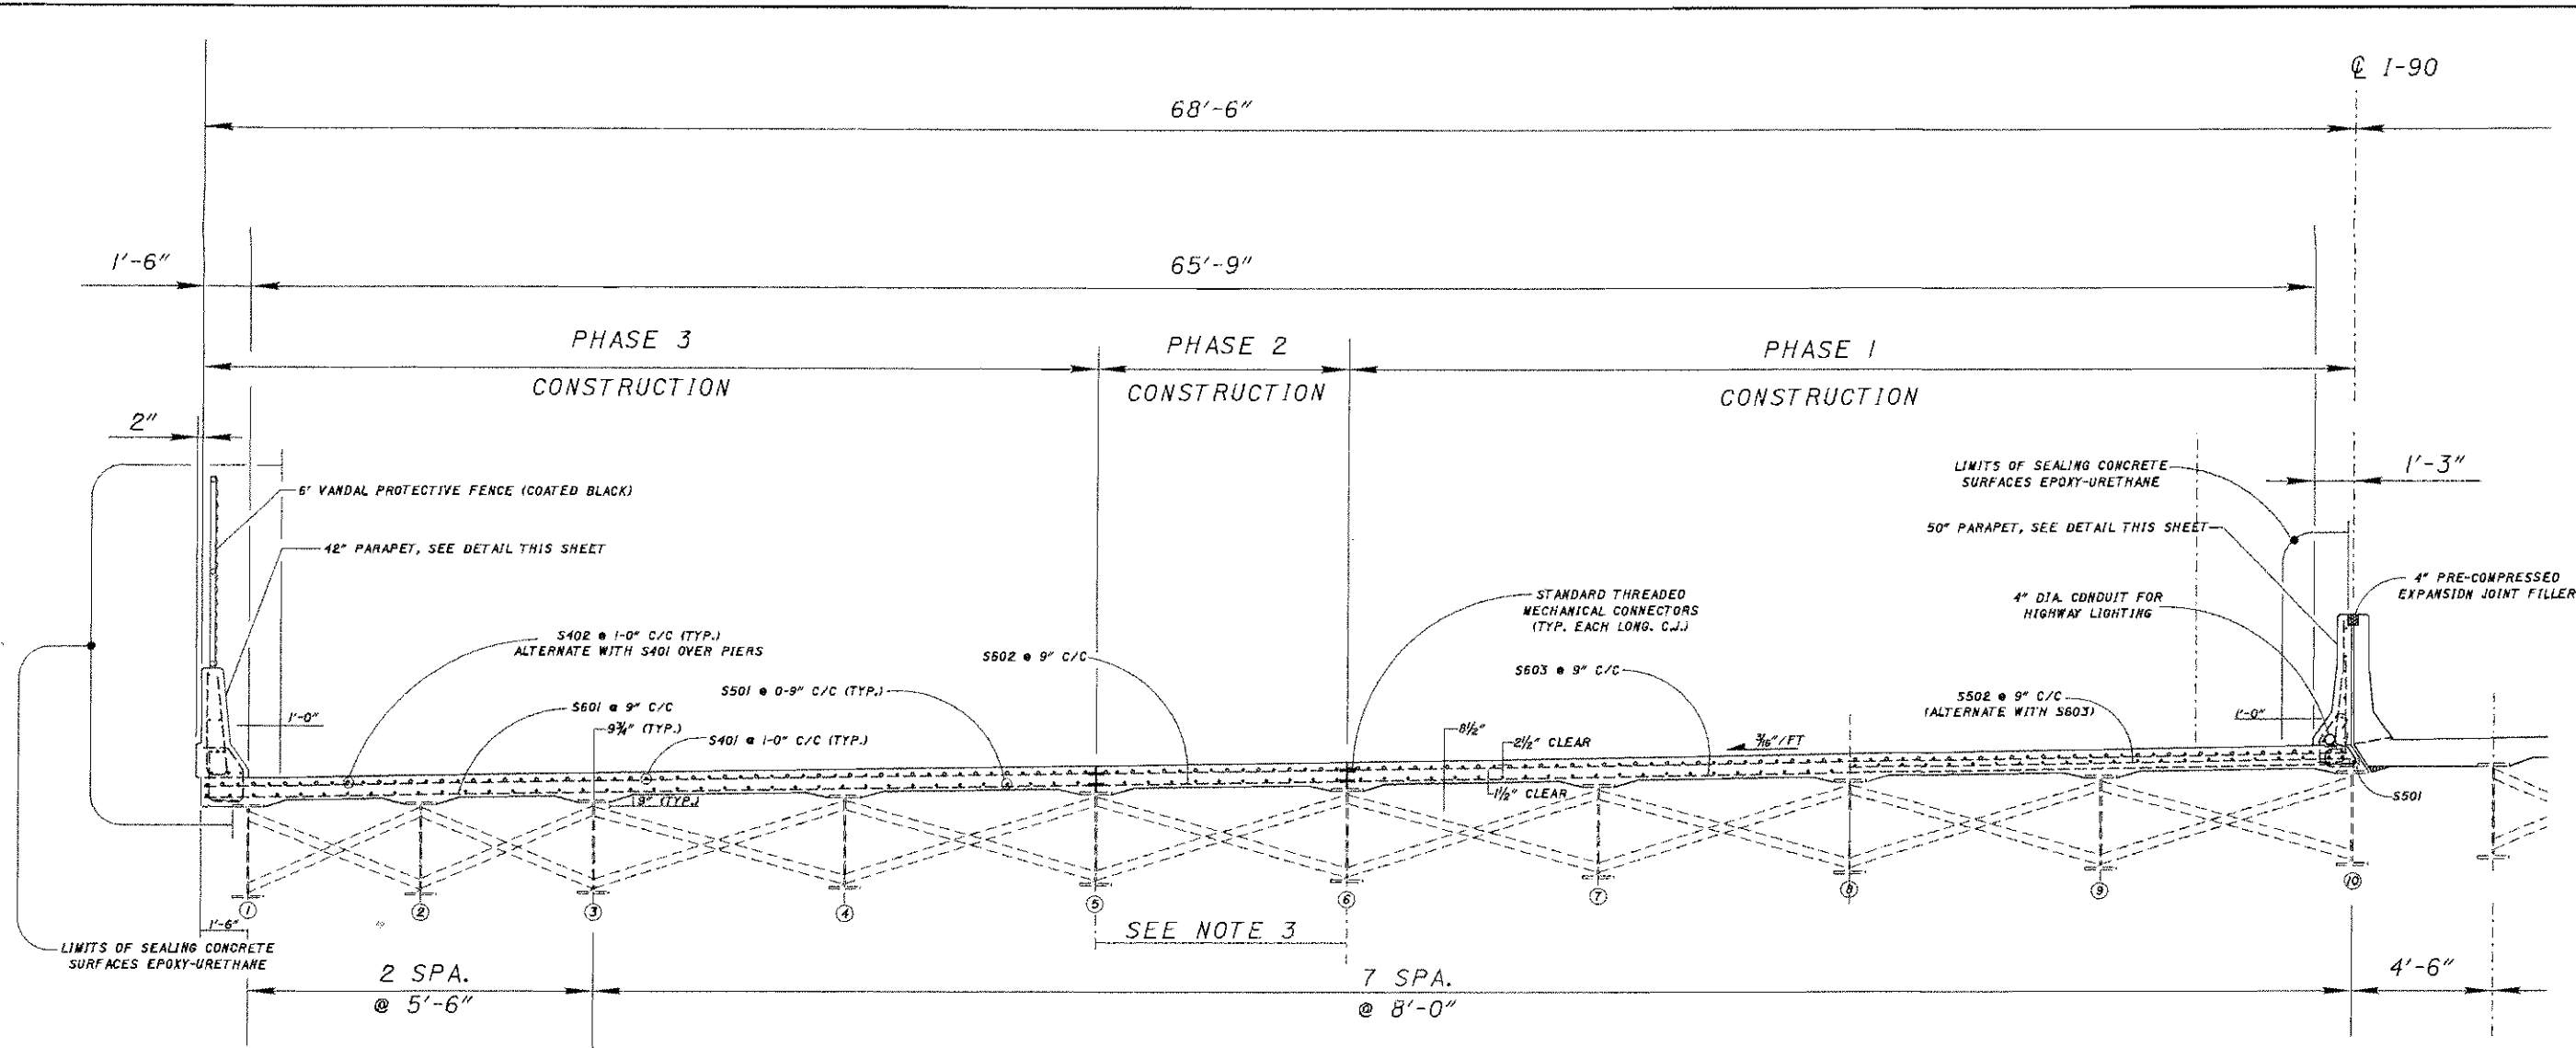 ℄ I-90
68'-6"
1'-6"
65'-9"
PHASE 3
CONSTRUCTION
PHASE 2
CONSTRUCTION
PHASE 1
CONSTRUCTION
2"
1'-3"
6' VANDAL PROTECTIVE FENCE (COATED BLACK)
42" PARAPET, SEE DETAIL THIS SHEET
LIMITS OF SEALING CONCRETE
SURFACES EPOXY-URETHANE
50" PARAPET, SEE DETAIL THIS SHEET
4" PRE-COMPRESSED
EXPANSION JOINT FILLER
4" DIA. CONDUIT FOR
HIGHWAY LIGHTING
STANDARD THREADED
MECHANICAL CONNECTORS
(TYP. EACH LONG. C.J.)
S402 @ 1-0" C/C (TYP.)
ALTERNATE WITH S401 OVER PIERS
S602 @ 9" C/C
S603 @ 9" C/C
S501 @ 0-9" C/C (TYP.)
S502 @ 9" C/C
(ALTERNATE WITH S603)
S601 @ 9" C/C
1'-0"
9¾" (TYP.)
S401 @ 1-0" C/C (TYP.)
8½"
2½" CLEAR
3/16"/FT
1'-0"
9" (TYP.)
1½" CLEAR
S501
1 2 3 4 5 6 7 8 9 10
1'-6"
SEE NOTE 3
LIMITS OF SEALING CONCRETE
SURFACES EPOXY-URETHANE
2 SPA.
@ 5'-6"
7 SPA.
@ 8'-0"
4'-6"